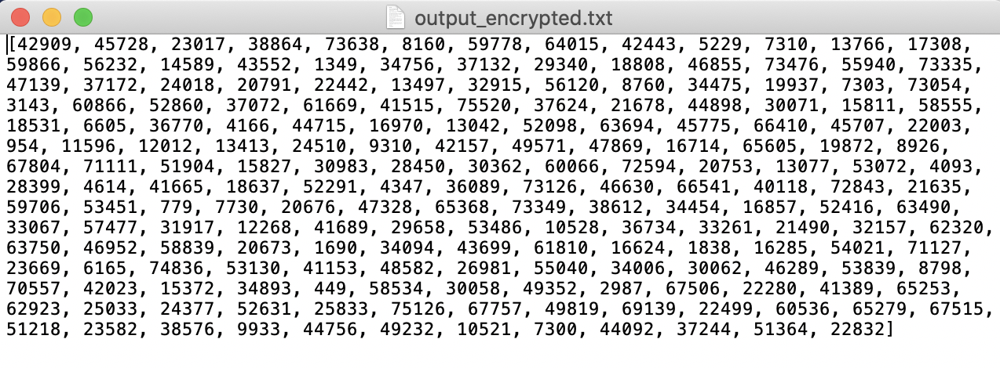 output_encrypted.txt
[42909, 45728, 23017, 38864, 73638, 8160, 59778, 64015, 42443, 5229, 7310, 13766, 17308,
59866, 56232, 14589, 43552, 1349, 34756, 37132, 29340, 18808, 46855, 73476, 55940, 73335,
47139, 37172, 24018, 20791, 22442, 13497, 32915, 56120, 8760, 34475, 19937, 7303, 73054,
3143, 60866, 52860, 37072, 61669, 41515, 75520, 37624, 21678, 44898, 30071, 15811, 58555,
18531, 6605, 36770, 4166, 44715, 16970, 13042, 52098, 63694, 45775, 66410, 45707, 22003,
954, 11596, 12012, 13413, 24510, 9310, 42157, 49571, 47869, 16714, 65605, 19872, 8926,
67804, 71111, 51904, 15827, 30983, 28450, 30362, 60066, 72594, 20753, 13077, 53072, 4093,
28399, 4614, 41665, 18637, 52291, 4347, 36089, 73126, 46630, 66541, 40118, 72843, 21635,
59706, 53451, 779, 7730, 20676, 47328, 65368, 73349, 38612, 34454, 16857, 52416, 63490,
33067, 57477, 31917, 12268, 41689, 29658, 53486, 10528, 36734, 33261, 21490, 32157, 62320,
63750, 46952, 58839, 20673, 1690, 34094, 43699, 61810, 16624, 1838, 16285, 54021, 71127,
23669, 6165, 74836, 53130, 41153, 48582, 26981, 55040, 34006, 30062, 46289, 53839, 8798,
70557, 42023, 15372, 34893, 449, 58534, 30058, 49352, 2987, 67506, 22280, 41389, 65253,
62923, 25033, 24377, 52631, 25833, 75126, 67757, 49819, 69139, 22499, 60536, 65279, 67515,
51218, 23582, 38576, 9933, 44756, 49232, 10521, 7300, 44092, 37244, 51364, 22832]